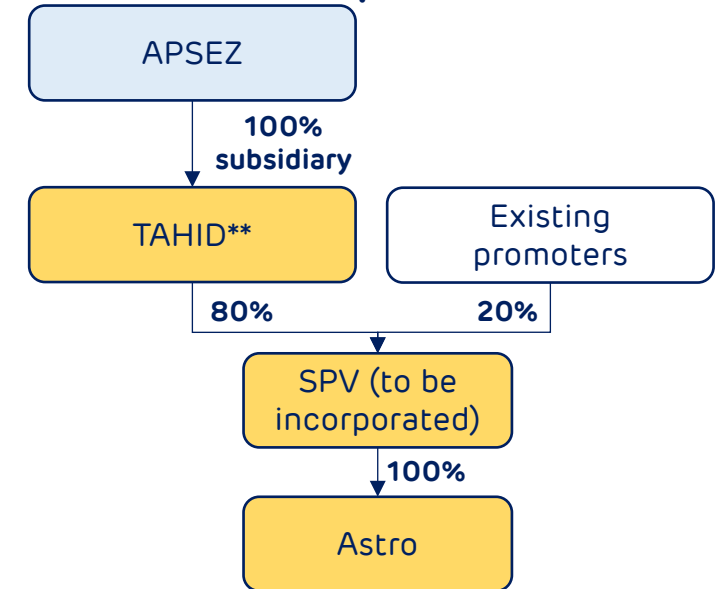 APSEZ
100%
subsidiary
TAHID**
Existing
promoters
80%
20%
SPV (to be
incorporated)
100%
Astro